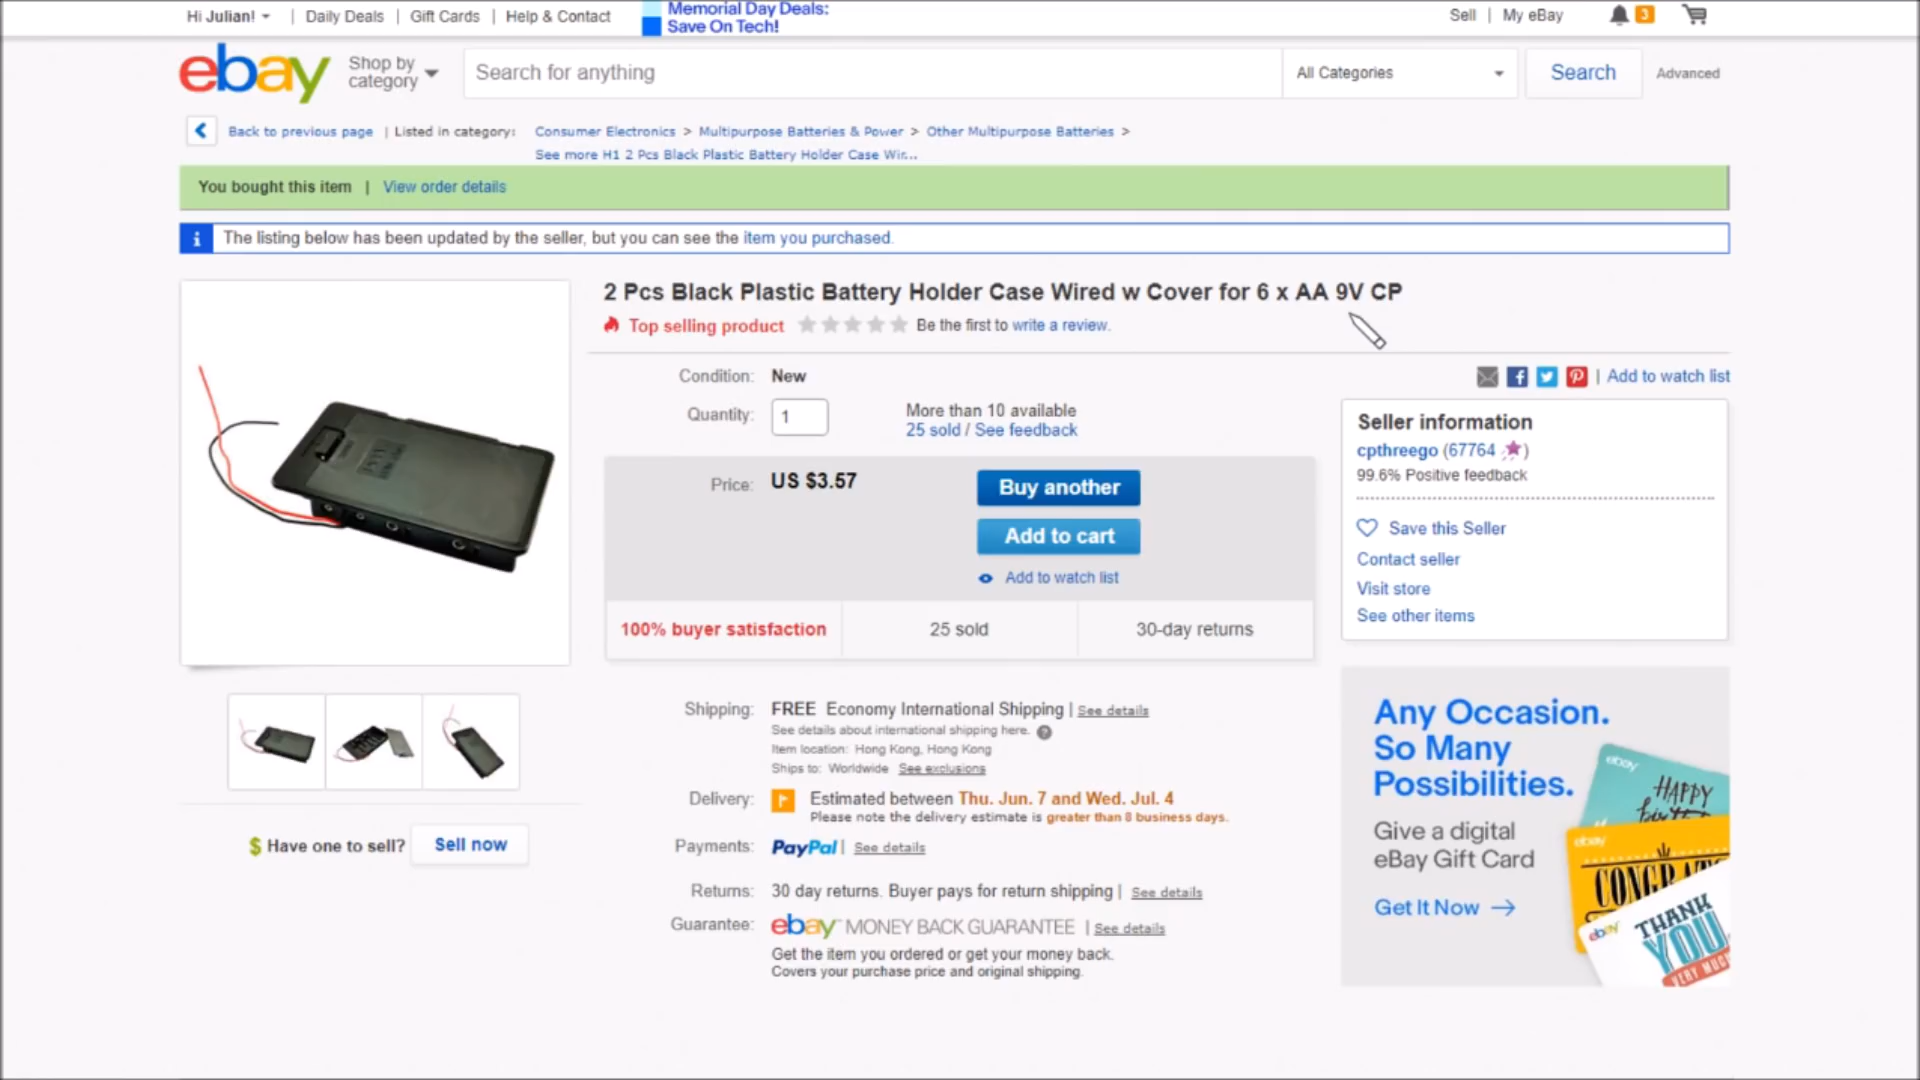 Hi Julian! | Daily Deals | Gift Cards | Help & Contact
Memorial Day Deals:
Save On Tech!
Sell | My eBay
3
ebay
Shop by
category
Search for anything
All Categories
Search
Advanced
Back to previous page | Listed in category: Consumer Electronics > Multipurpose Batteries & Power > Other Multipurpose Batteries >
See more H1 2 Pcs Black Plastic Battery Holder Case Wir...
You bought this item | View order details
i The listing below has been updated by the seller, but you can see the item you purchased.
2 Pcs Black Plastic Battery Holder Case Wired w Cover for 6 x AA 9V CP
Top selling product Be the first to write a review.
Condition: New
Quantity: 1
More than 10 available
25 sold / See feedback
Price: US $3.57
Buy another
Add to cart
Add to watch list
100% buyer satisfaction
25 sold
30-day returns
Shipping: FREE Economy International Shipping | See details
See details about international shipping here. ?
Item location: Hong Kong, Hong Kong
Ships to: Worldwide See exclusions
Delivery: Estimated between Thu. Jun. 7 and Wed. Jul. 4
Please note the delivery estimate is greater than 8 business days.
Payments: PayPal | See details
Returns: 30 day returns. Buyer pays for return shipping | See details
Guarantee: ebay MONEY BACK GUARANTEE | See details
Get the item you ordered or get your money back.
Covers your purchase price and original shipping.
$ Have one to sell? Sell now
| Add to watch list
Seller information
cpthreego (67764 )
99.6% Positive feedback
Save this Seller
Contact seller
Visit store
See other items
Any Occasion.
So Many
Possibilities.
Give a digital
eBay Gift Card
Get It Now
ebay
HAPPY
ebay
ebay
THANK
YOU